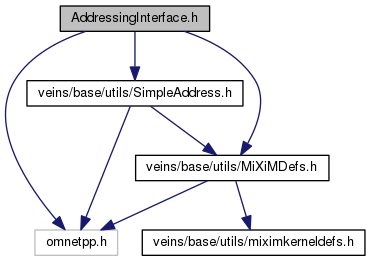 AddressingInterface.h
veins/base/utils/SimpleAddress.h
veins/base/utils/MiXiMDefs.h
omnetpp.h
veins/base/utils/miximkerneldefs.h